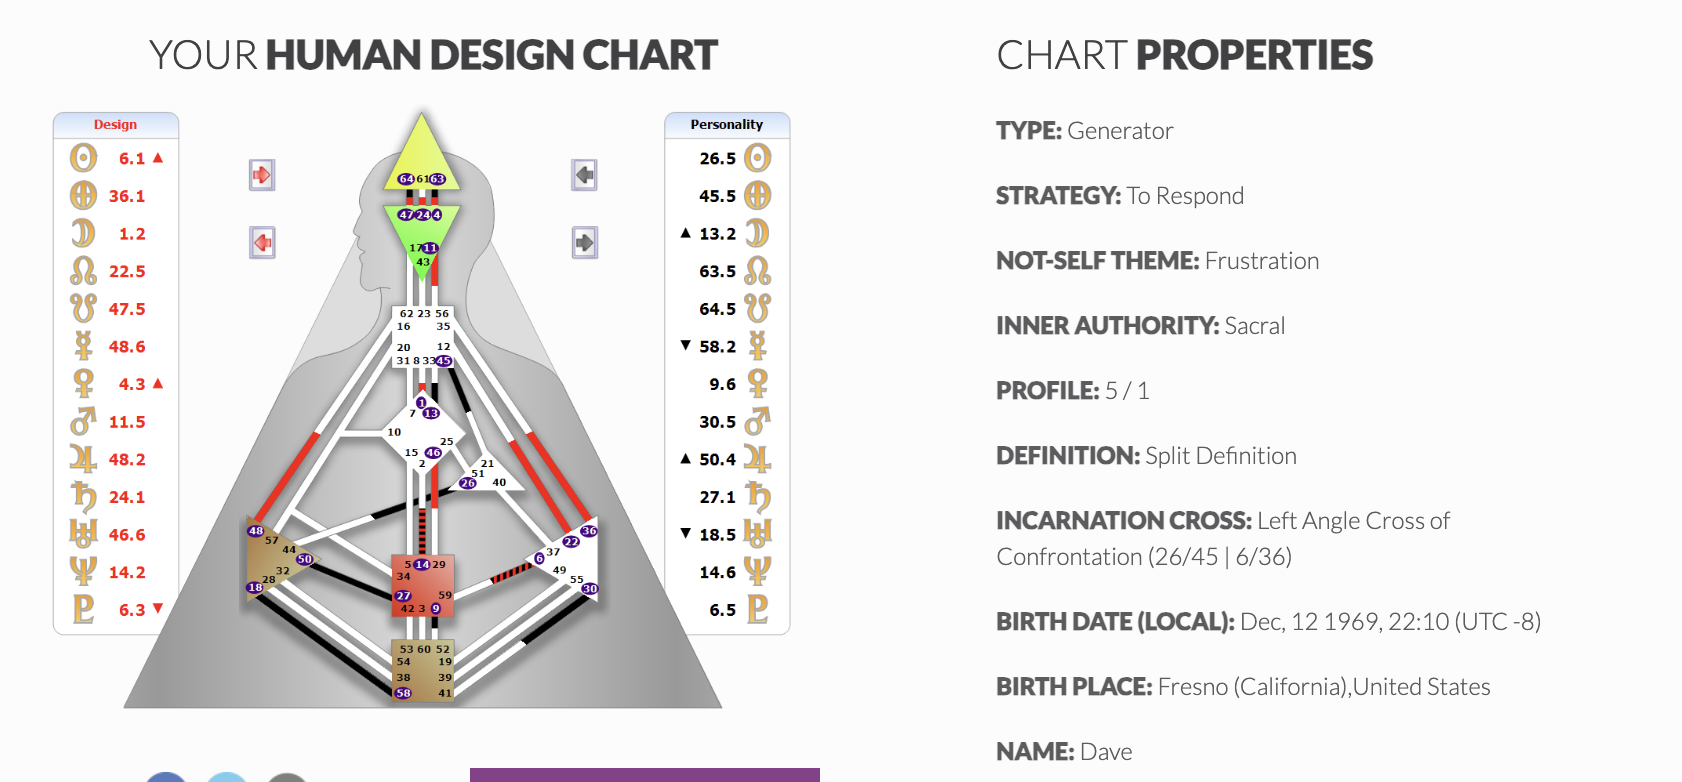 YOUR HUMAN DESIGN CHART
Design
6.1 ▲
36.1
1.2
22.5
47.5
48.6
4.3 ▲
11.5
48.2
24.1
46.6
14.2
6.3 ▼
64 61 63
47 24 4
17 11
43
62 23 56
16 35
20 12
31 8 33 45
1
7 13
10
25
15 46
2
21
51
26 40
48
57
44
50
32
28
18
5 14 29
34
27 59
42 3 9
36
22
37
6
49
55
30
53 60 52
54 19
38 39
58 41
Personality
26.5
45.5
▲ 13.2
63.5
64.5
▼ 58.2
9.6
30.5
▲ 50.4
27.1
▼ 18.5
14.6
6.5
CHART PROPERTIES
TYPE: Generator
STRATEGY: To Respond
NOT-SELF THEME: Frustration
INNER AUTHORITY: Sacral
PROFILE: 5 / 1
DEFINITION: Split Definition
INCARNATION CROSS: Left Angle Cross of
Confrontation (26/45 | 6/36)
BIRTH DATE (LOCAL): Dec, 12 1969, 22:10 (UTC -8)
BIRTH PLACE: Fresno (California),United States
NAME: Dave